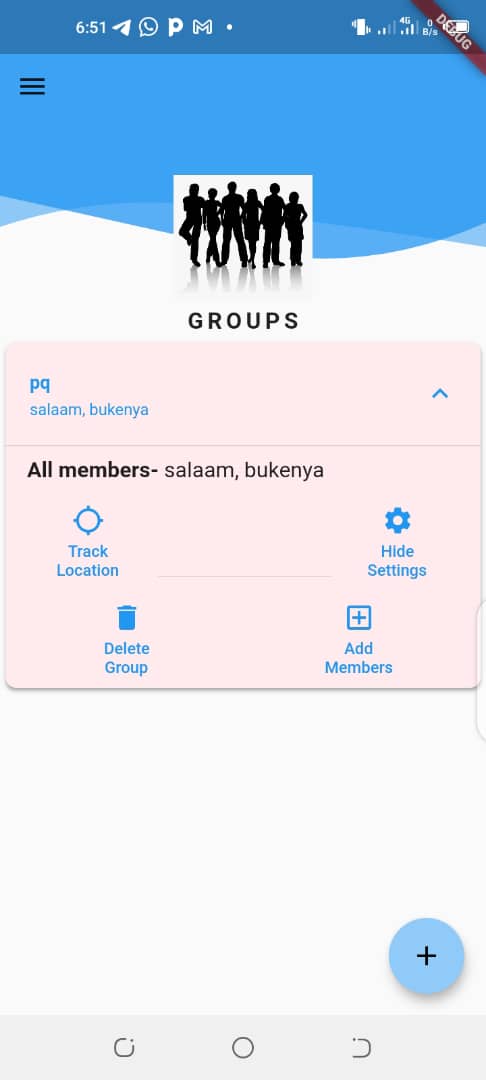 6:51
4G
0
B/s
DEBUG
GROUPS
pq
salaam, bukenya
All members- salaam, bukenya
Track
Location
Hide
Settings
Delete
Group
Add
Members